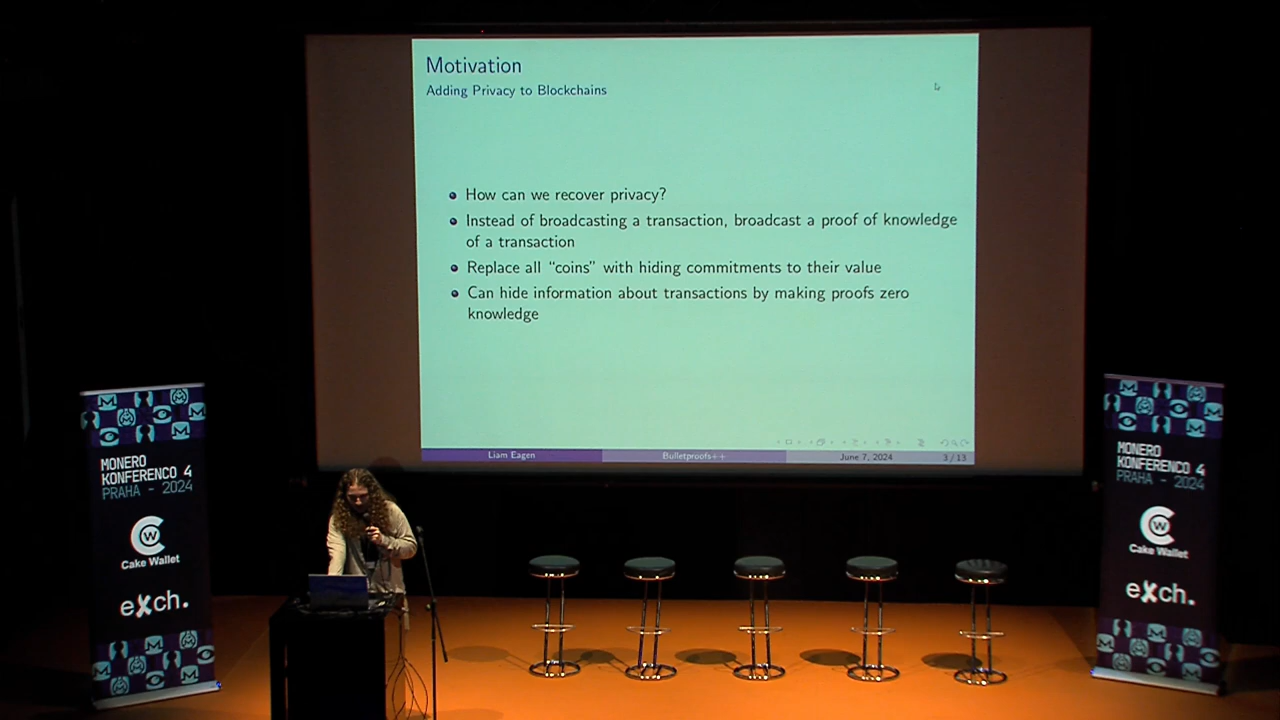 Motivation
Adding Privacy to Blockchains
How can we recover privacy?
Instead of broadcasting a transaction, broadcast a proof of knowledge
of a transaction
Replace all “coins” with hiding commitments to their value
Can hide information about transactions by making proofs zero
knowledge
Liam Eagen
Bulletproofs++
June 7, 2024
3 / 13
MONERO
KONFERENCO 4
PRAHA - 2024
CW
Cake Wallet
exch.
MONERO
KONFERENCO 4
PRAHA - 2024
CW
Cake Wallet
exch.